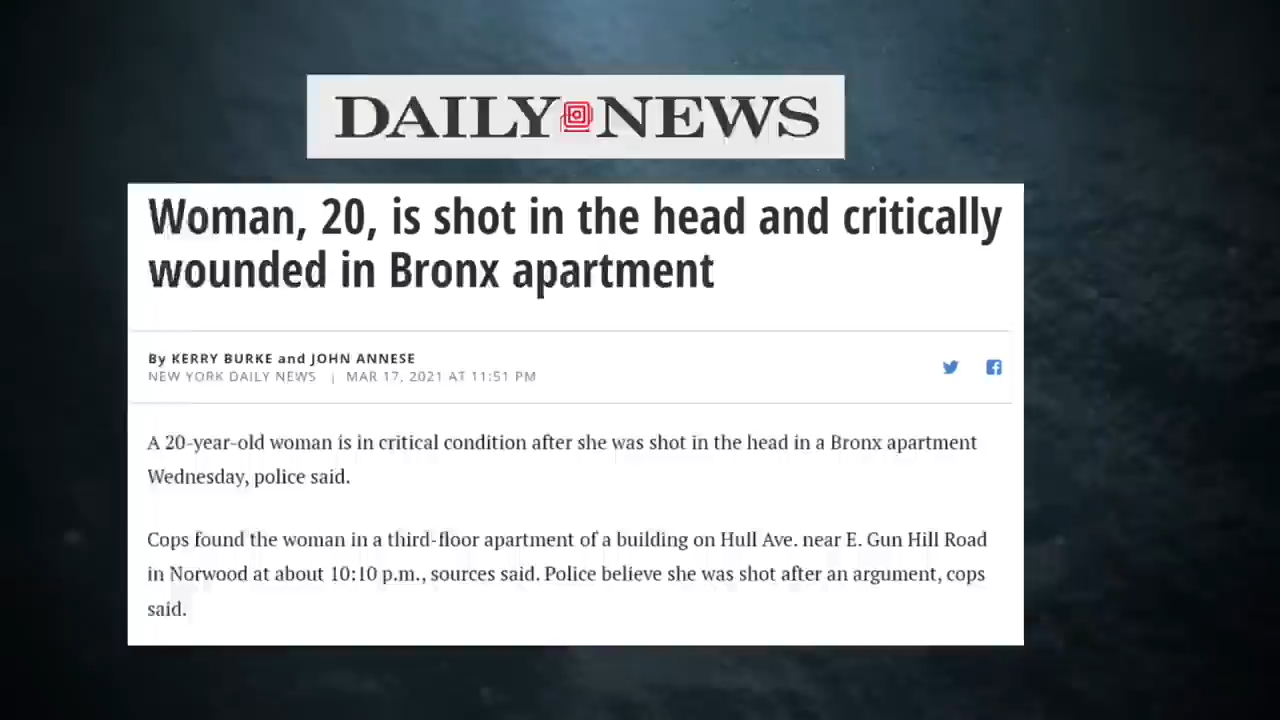 DAILY NEWS
Woman, 20, is shot in the head and critically
wounded in Bronx apartment
By KERRY BURKE and JOHN ANNESE
NEW YORK DAILY NEWS | MAR 17, 2021 AT 11:51 PM
A 20-year-old woman is in critical condition after she was shot in the head in a Bronx apartment
Wednesday, police said.
Cops found the woman in a third-floor apartment of a building on Hull Ave. near E. Gun Hill Road
in Norwood at about 10:10 p.m., sources said. Police believe she was shot after an argument, cops
said.